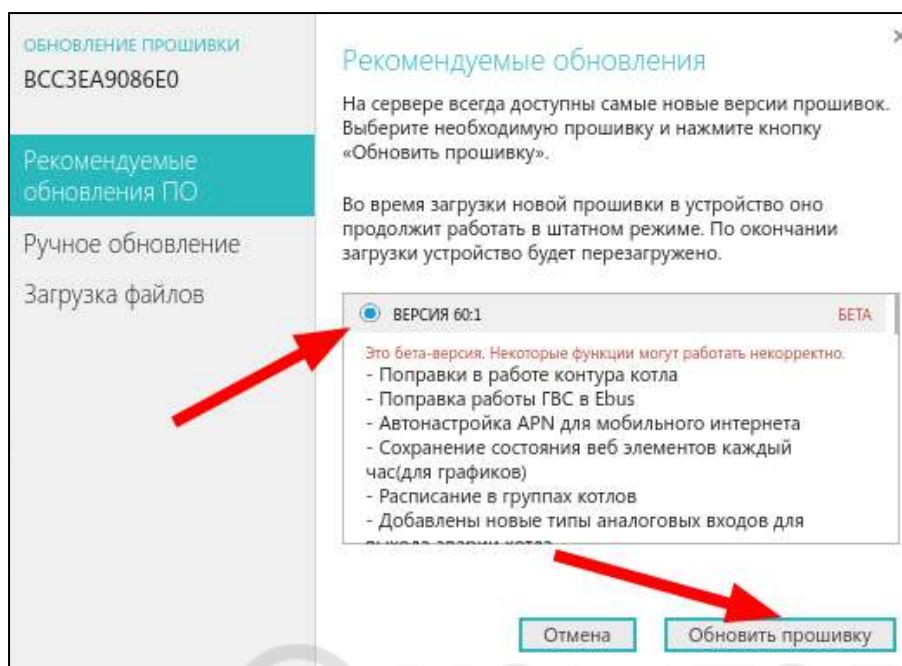 ОБНОВЛЕНИЕ ПРОШИВКИ
BCC3EA9086E0
Рекомендуемые
обновления ПО
Ручное обновление
Загрузка файлов
Рекомендуемые обновления
На сервере всегда доступны самые новые версии прошивок.
Выберите необходимую прошивку и нажмите кнопку
«Обновить прошивку».
Во время загрузки новой прошивки в устройство оно
продолжит работать в штатном режиме. По окончании
загрузки устройство будет перезагружено.
ВЕРСИЯ 60:1 БЕТА
Это бета-версия. Некоторые функции могут работать некорректно.
- Поправки в работе контура котла
- Поправка работы ГВС в Ebus
- Автонастройка APN для мобильного интернета
- Сохранение состояния веб элементов каждый
час(для графиков)
- Расписание в группах котлов
- Добавлены новые типы аналоговых входов для
Отмена Обновить прошивку